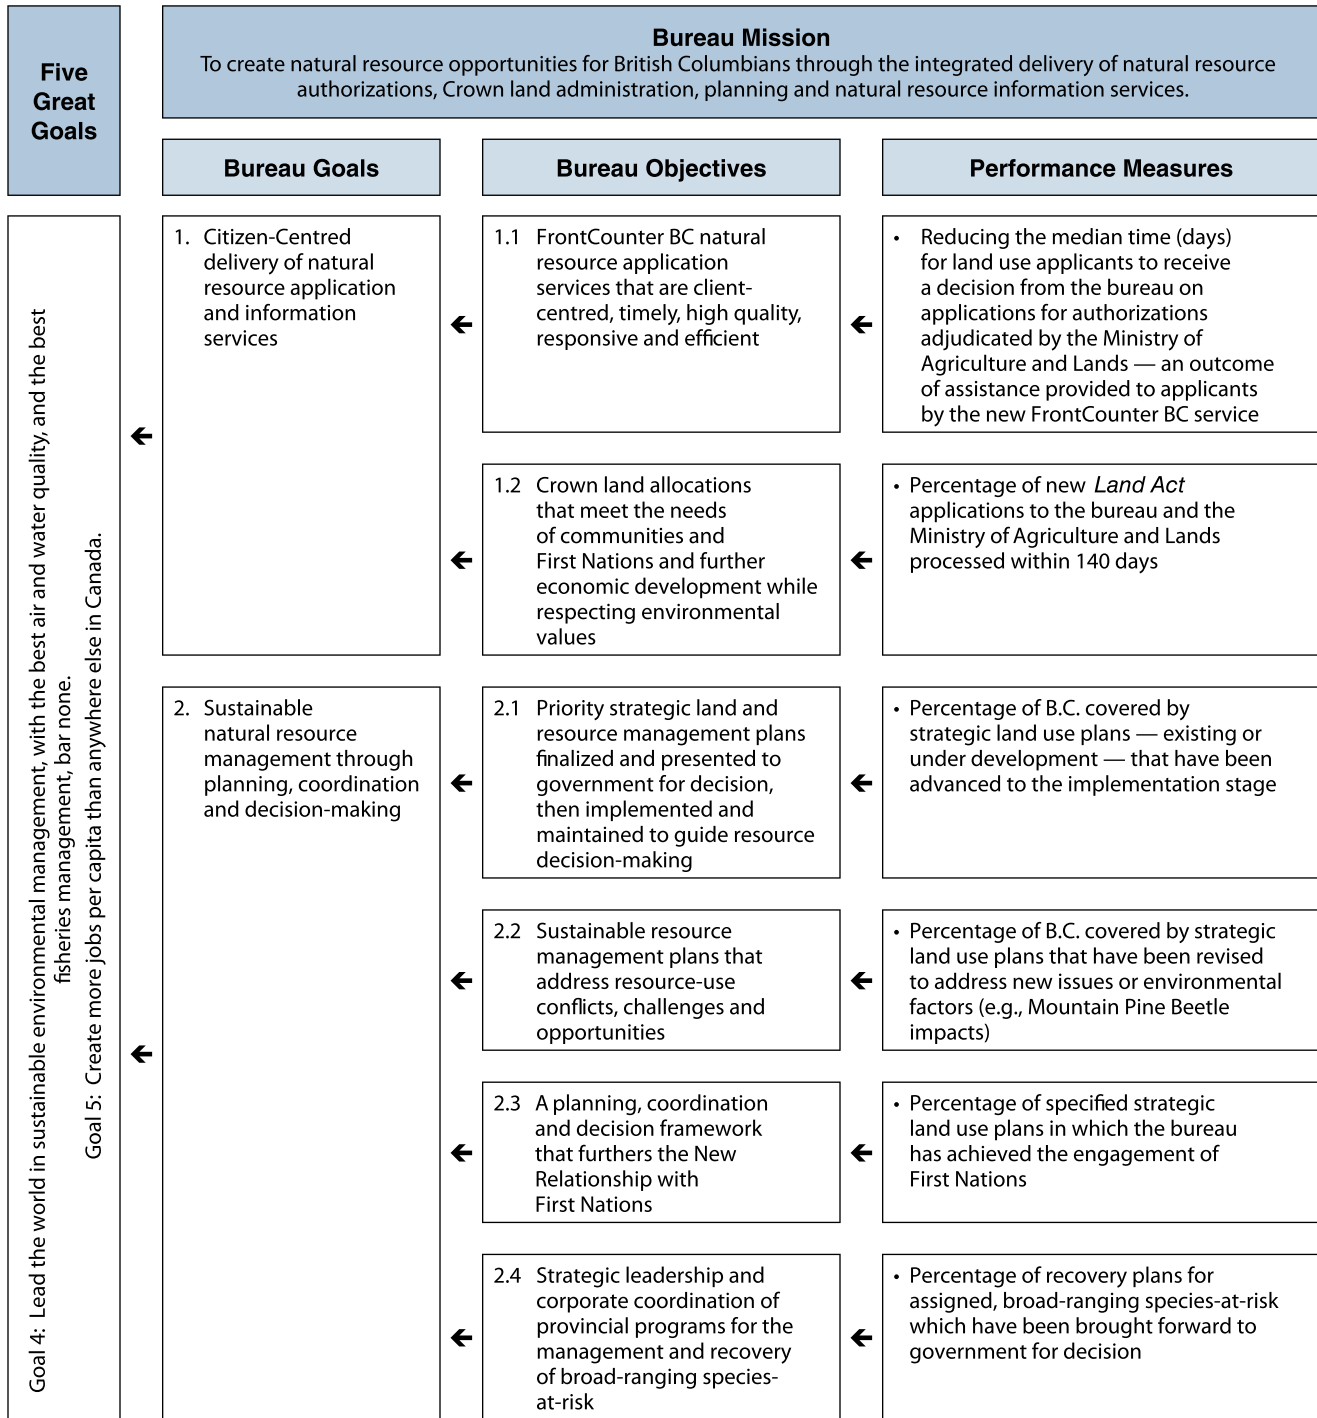 Five
Great
Goals
Bureau Mission
To create natural resource opportunities for British Columbians through the integrated delivery of natural resource
authorizations, Crown land administration, planning and natural resource information services.
Bureau Goals
Bureau Objectives
Performance Measures
Goal 4: Lead the world in sustainable environmental management, with the best air and water quality, and the best
fisheries management, bar none.
Goal 5: Create more jobs per capita than anywhere else in Canada.
1. Citizen-Centred
delivery of natural
resource application
and information
services
1.1 FrontCounter BC natural
resource application
services that are client-
centred, timely, high quality,
responsive and efficient
• Reducing the median time (days)
for land use applicants to receive
a decision from the bureau on
applications for authorizations
adjudicated by the Ministry of
Agriculture and Lands — an outcome
of assistance provided to applicants
by the new FrontCounter BC service
1.2 Crown land allocations
that meet the needs
of communities and
First Nations and further
economic development while
respecting environmental
values
• Percentage of new Land Act
applications to the bureau and the
Ministry of Agriculture and Lands
processed within 140 days
2. Sustainable
natural resource
management through
planning, coordination
and decision-making
2.1 Priority strategic land and
resource management plans
finalized and presented to
government for decision,
then implemented and
maintained to guide resource
decision-making
• Percentage of B.C. covered by
strategic land use plans — existing or
under development — that have been
advanced to the implementation stage
2.2 Sustainable resource
management plans that
address resource-use
conflicts, challenges and
opportunities
• Percentage of B.C. covered by strategic
land use plans that have been revised
to address new issues or environmental
factors (e.g., Mountain Pine Beetle
impacts)
2.3 A planning, coordination
and decision framework
that furthers the New
Relationship with
First Nations
• Percentage of specified strategic
land use plans in which the bureau
has achieved the engagement of
First Nations
2.4 Strategic leadership and
corporate coordination of
provincial programs for the
management and recovery
of broad-ranging species-
at-risk
• Percentage of recovery plans for
assigned, broad-ranging species-at-risk
which have been brought forward to
government for decision